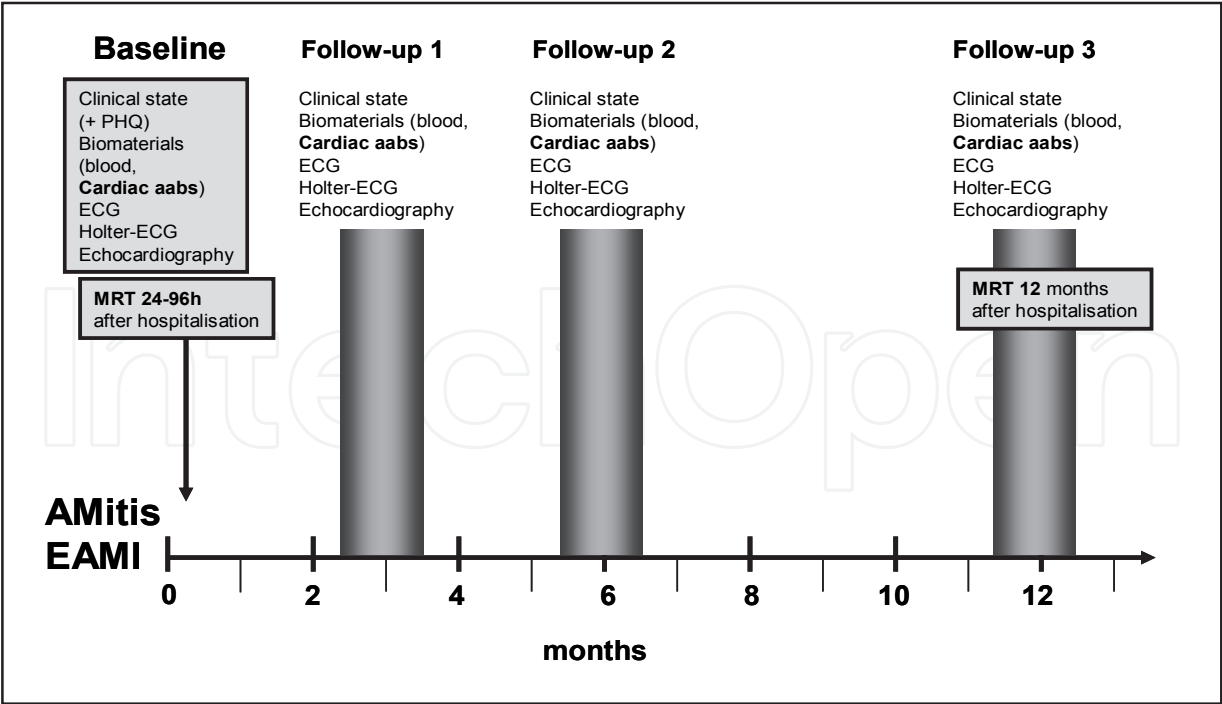 Baseline
Clinical state
(+ PHQ)
Biomaterials
(blood,
Cardiac aabs)
ECG
Holter-ECG
Echocardiography
MRT 24-96h
after hospitalisation
Follow-up 1
Clinical state
Biomaterials (blood,
Cardiac aabs)
ECG
Holter-ECG
Echocardiography
Follow-up 2
Clinical state
Biomaterials (blood,
Cardiac aabs)
ECG
Holter-ECG
Echocardiography
Follow-up 3
Clinical state
Biomaterials (blood,
Cardiac aabs)
ECG
Holter-ECG
Echocardiography
MRT 12 months
after hospitalisation
IntechOpen
AMitis
EAMI
0 2 4 6 8 10 12
months